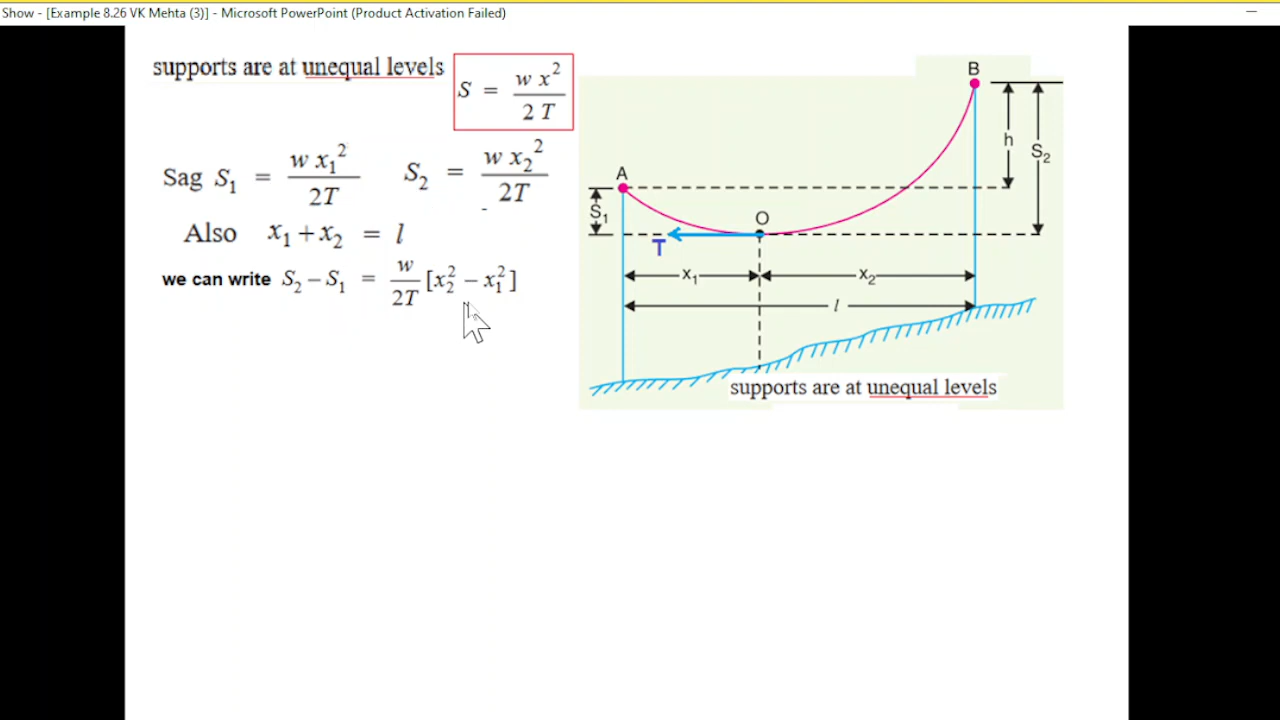 Show - [Example 8.26 VK Mehta (3)] - Microsoft PowerPoint (Product Activation Failed)
supports are at unequal levels
S = w x² / 2 T
Sag S₁ = w x₁² / 2T
S₂ = w x₂² / 2T
Also x₁ + x₂ = l
we can write S₂ – S₁ = w / 2T [x₂² – x₁²]
B
h
S₂
A
S₁
O
T
x₁
x₂
l
supports are at unequal levels